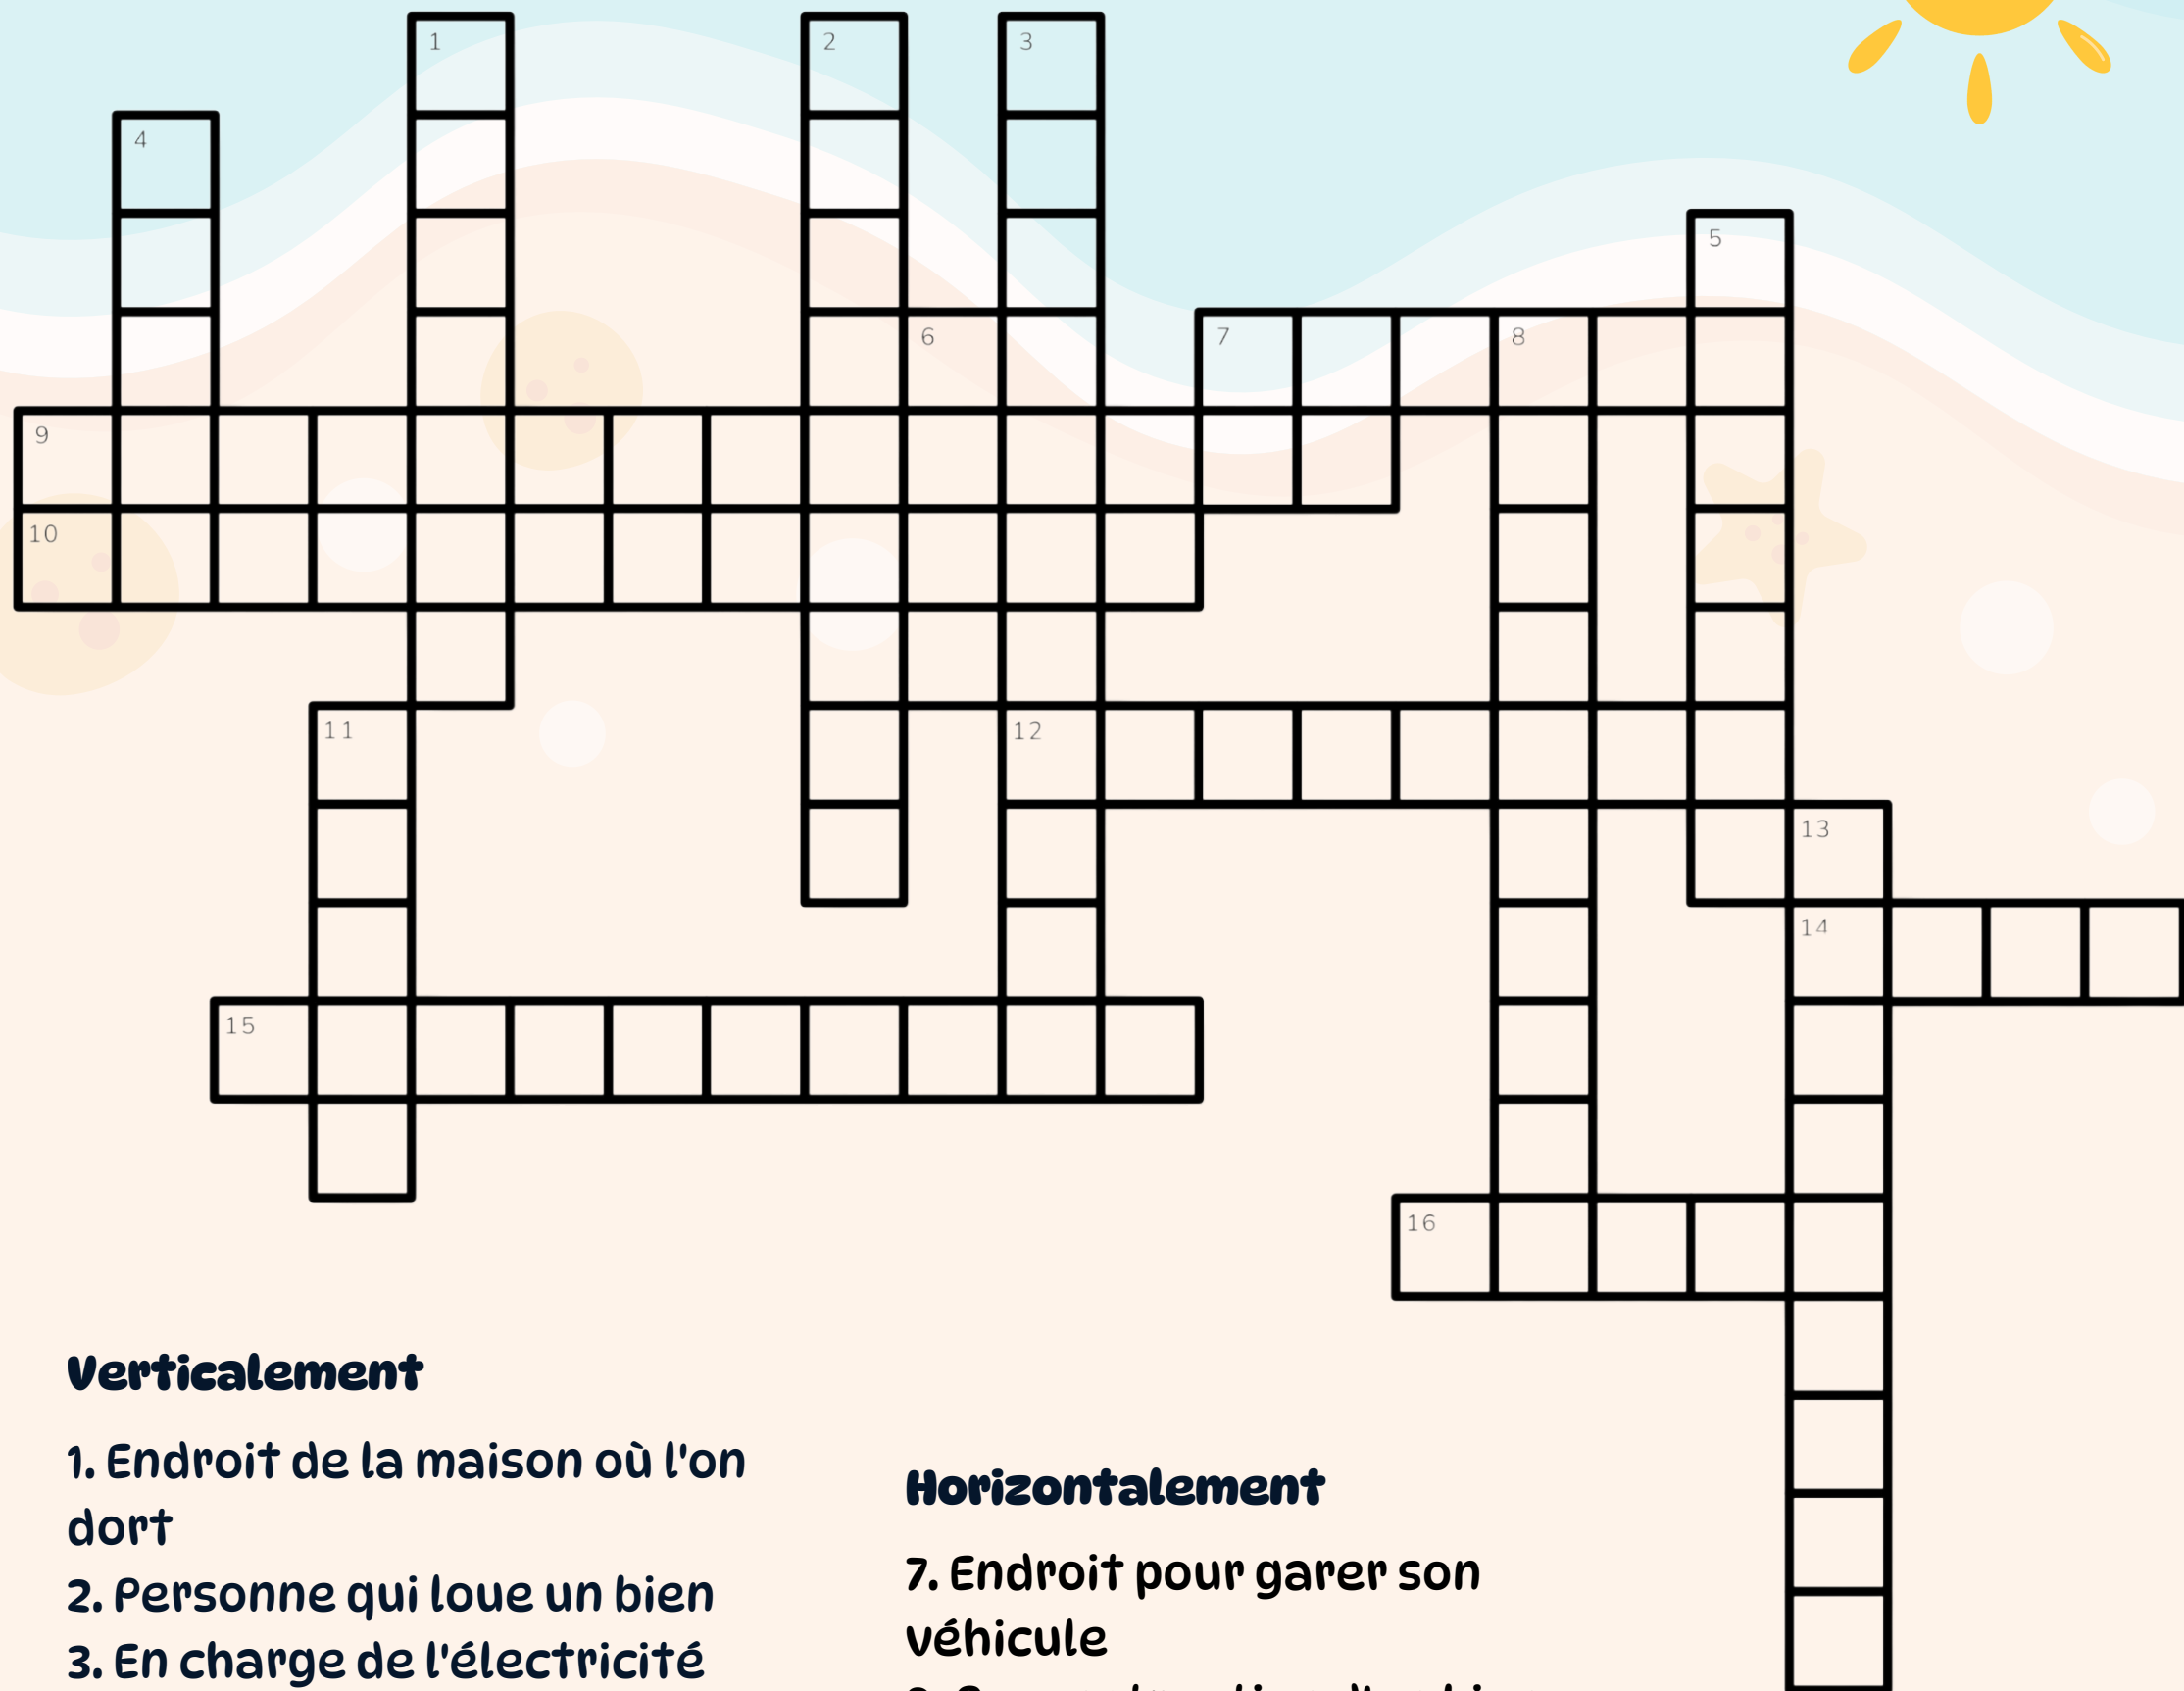 1
2
3
4
5
6
7
8
9
10
11
12
13
14
15
16
Verticalement
1. Endroit de la maison où l'on
dort
2. Personne qui loue un bien
3. En charge de l'électricité
Horizontalement
7. Endroit pour garer son
véhicule